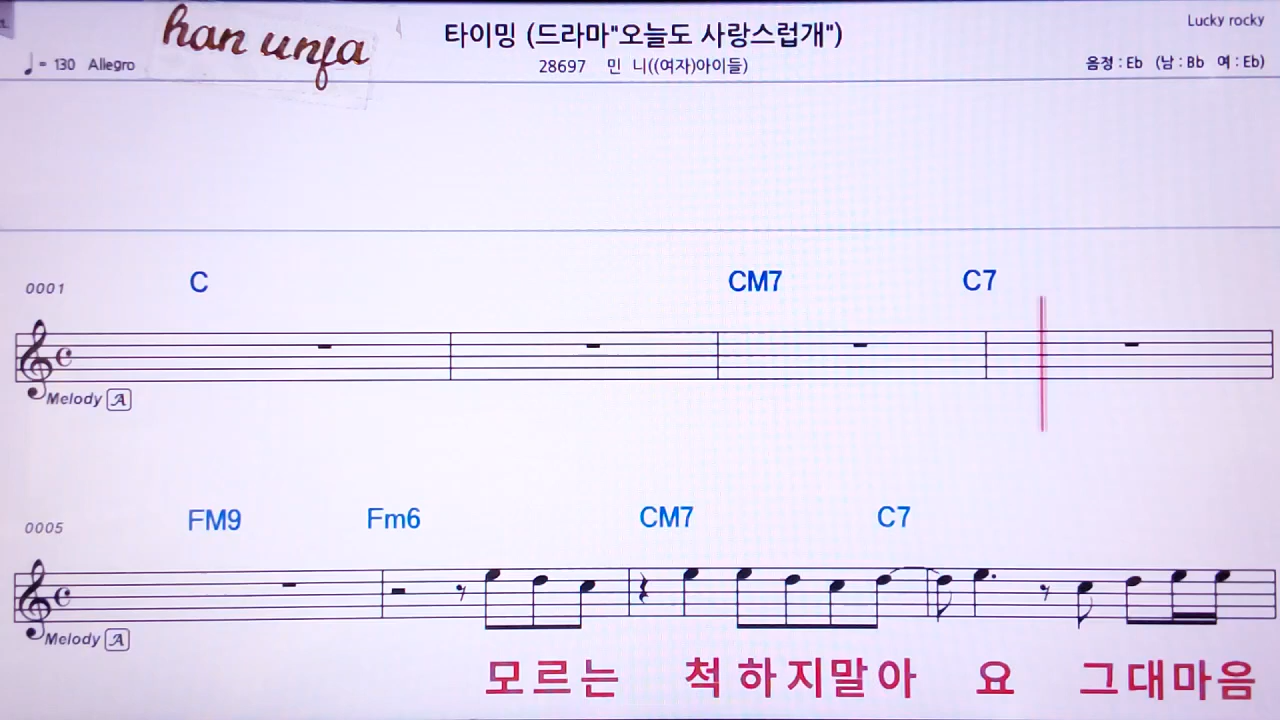 Lucky rocky
han unja
타이밍 (드라마"오늘도 사랑스럽개")
♩ = 130 Allegro
28697 민 니((여자)아이들)
음정 : Eb (남 : Bb 여 : Eb)
0001
C CM7 C7
Melody A
0005
FM9 Fm6 CM7 C7
Melody A
모르는 척하지말아 요 그대마음